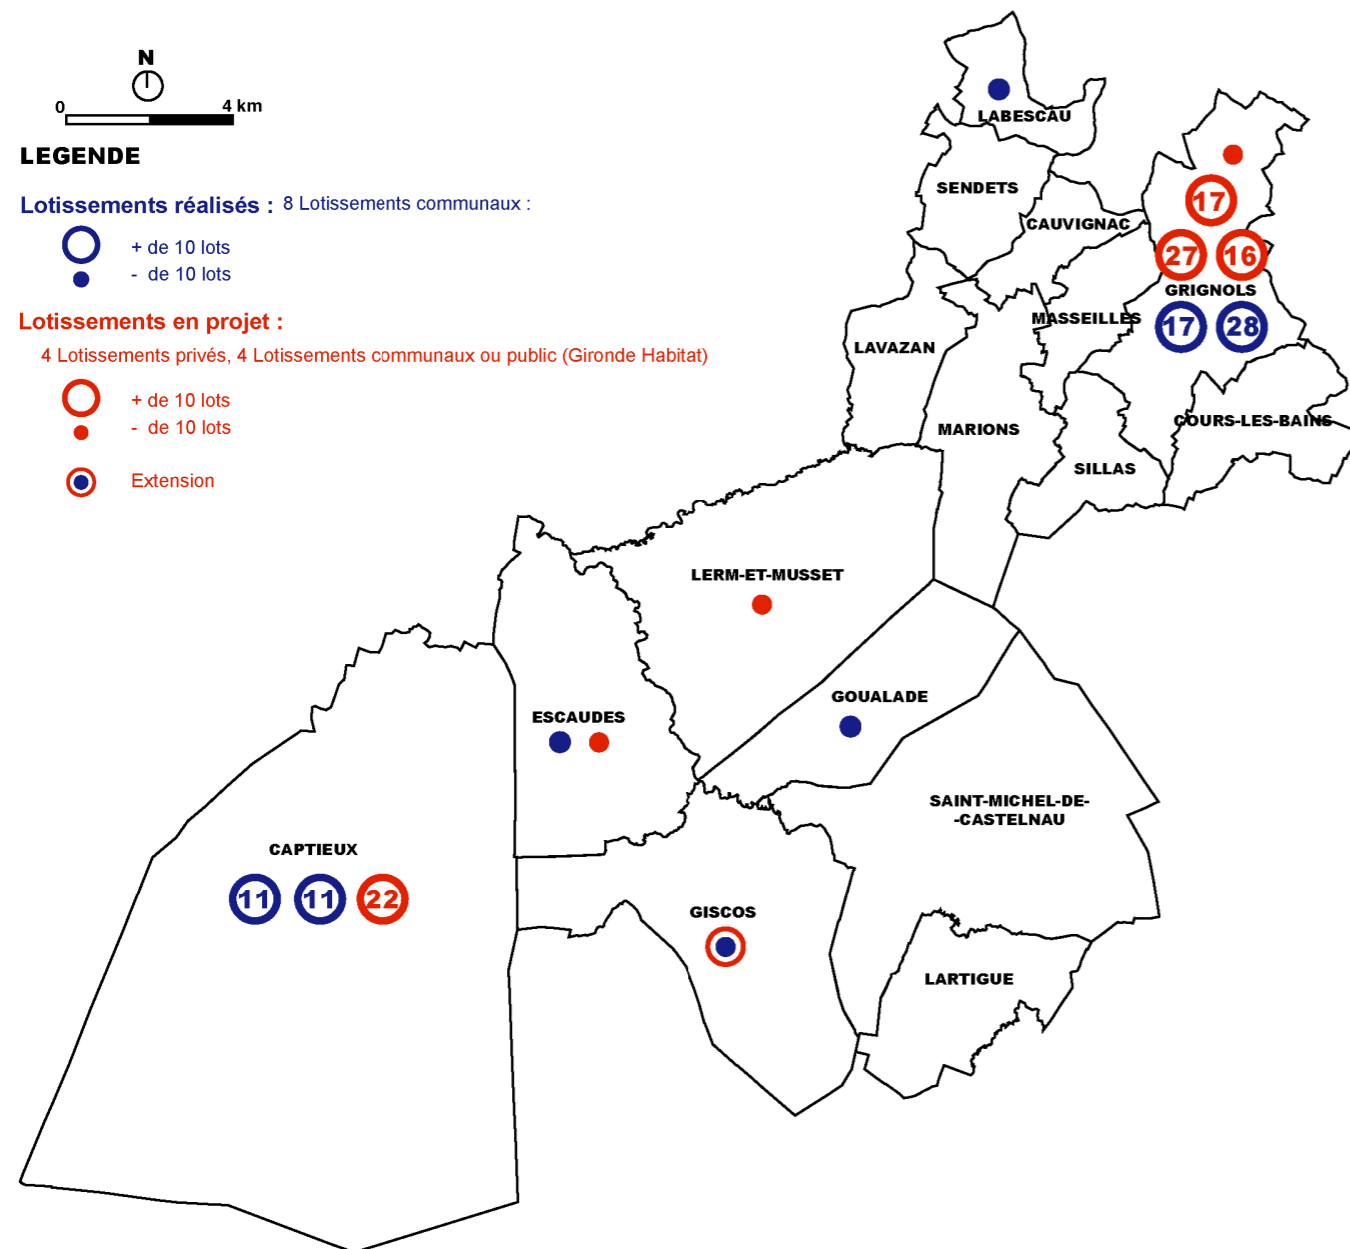 N
0 4 km
LEGENDE
Lotissements réalisés : 8 Lotissements communaux :
+ de 10 lots
- de 10 lots
Lotissements en projet :
4 Lotissements privés, 4 Lotissements communaux ou public (Gironde Habitat)
+ de 10 lots
- de 10 lots
Extension
LABESCAU
SENDETS
CAUVIGNAC
17
27 16
GRIGNOLS
MASSEILLES
17 28
LAVAZAN
MARIONS
COURS-LES-BAINS
SILLAS
LERM-ET-MUSSET
GOUALADE
ESCAUDES
SAINT-MICHEL-DE-
-CASTELNAU
CAPTIEUX
11 11 22
GISCOS
LARTIGUE